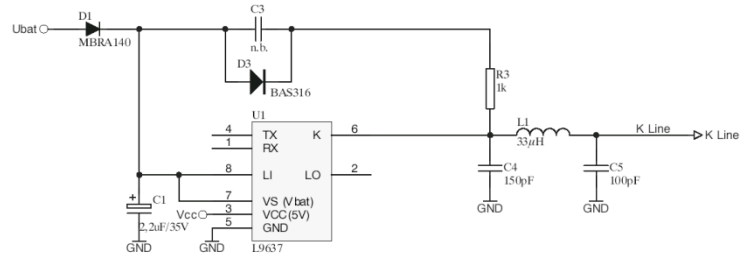 Ubat
D1
MBRA140
C3
n.b.
D3
BAS316
R3
1k
U1
4 TX K 6
1 RX
8 LI LO 2
7 VS (Vbat)
Vcc 3 VCC(5V)
5 GND
L9637
L1
33µH
K Line
K Line
C4
150pF
C5
100pF
GND
GND
+
C1
2,2uF/35V
GND
GND